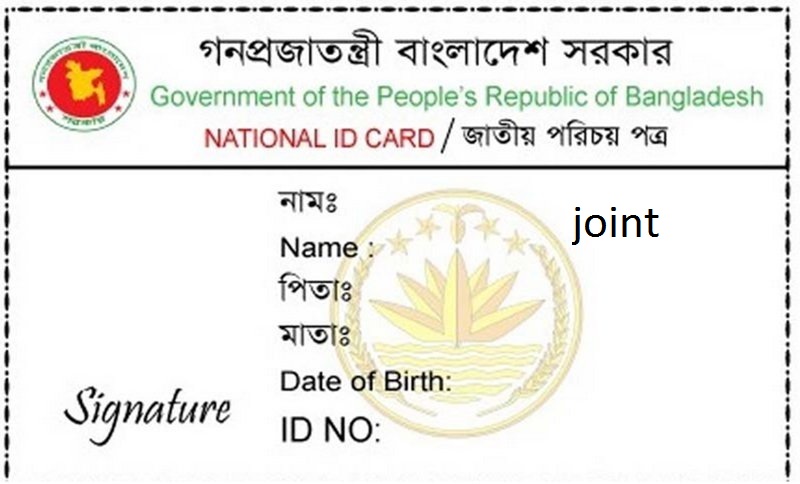 গনপ্রজাতন্ত্রী বাংলাদেশ সরকার
Government of the People's Republic of Bangladesh
NATIONAL ID CARD / জাতীয় পরিচয় পত্র
নামঃ
joint
Name :
পিতাঃ
মাতাঃ
Date of Birth:
Signature
ID NO: